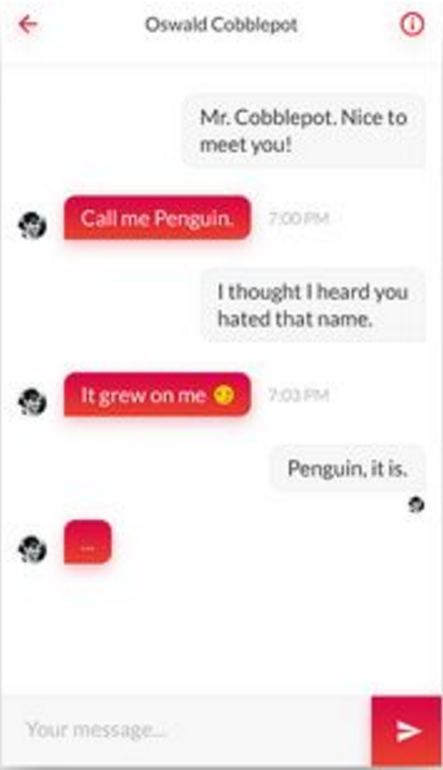 Oswald Cobblepot
Mr. Cobblepot. Nice to
meet you!
Call me Penguin.
7:00 PM
I thought I heard you
hated that name.
It grew on me 😏
7:03 PM
Penguin, it is.
...
Your message...